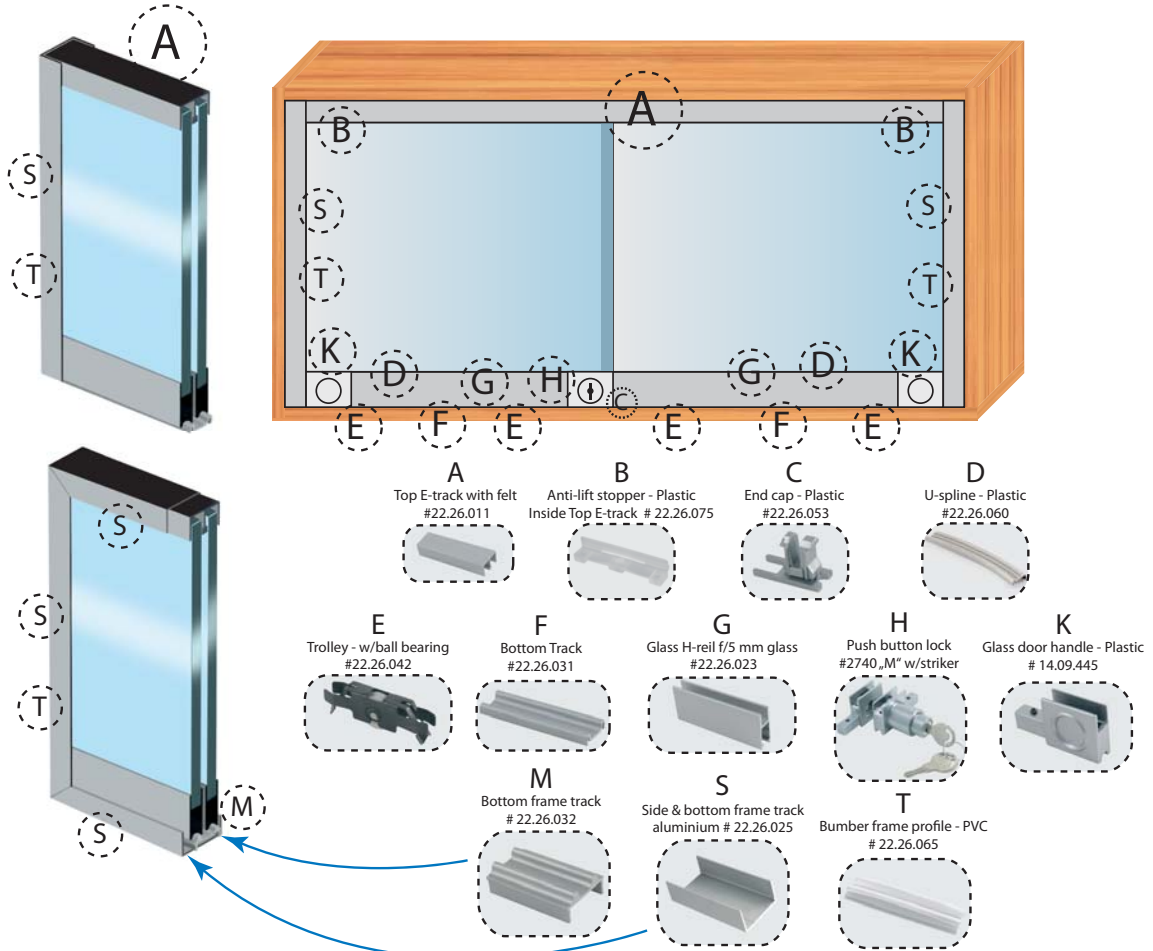 A
A
B
B
S
S
S
T
T
T
K
K
D
G
H
C
G
D
E
F
E
E
F
E
A
Top E-track with felt
#22.26.011
B
Anti-lift stopper - Plastic
Inside Top E-track # 22.26.075
C
End cap - Plastic
#22.26.053
D
U-spline - Plastic
#22.26.060
S
S
T
S
M
E
Trolley - w/ball bearing
#22.26.042
F
Bottom Track
#22.26.031
G
Glass H-reil f/5 mm glass
#22.26.023
H
Push button lock
#2740 „M“ w/striker
K
Glass door handle - Plastic
# 14.09.445
M
Bottom frame track
# 22.26.032
S
Side & bottom frame track
aluminium # 22.26.025
T
Bumber frame profile - PVC
# 22.26.065